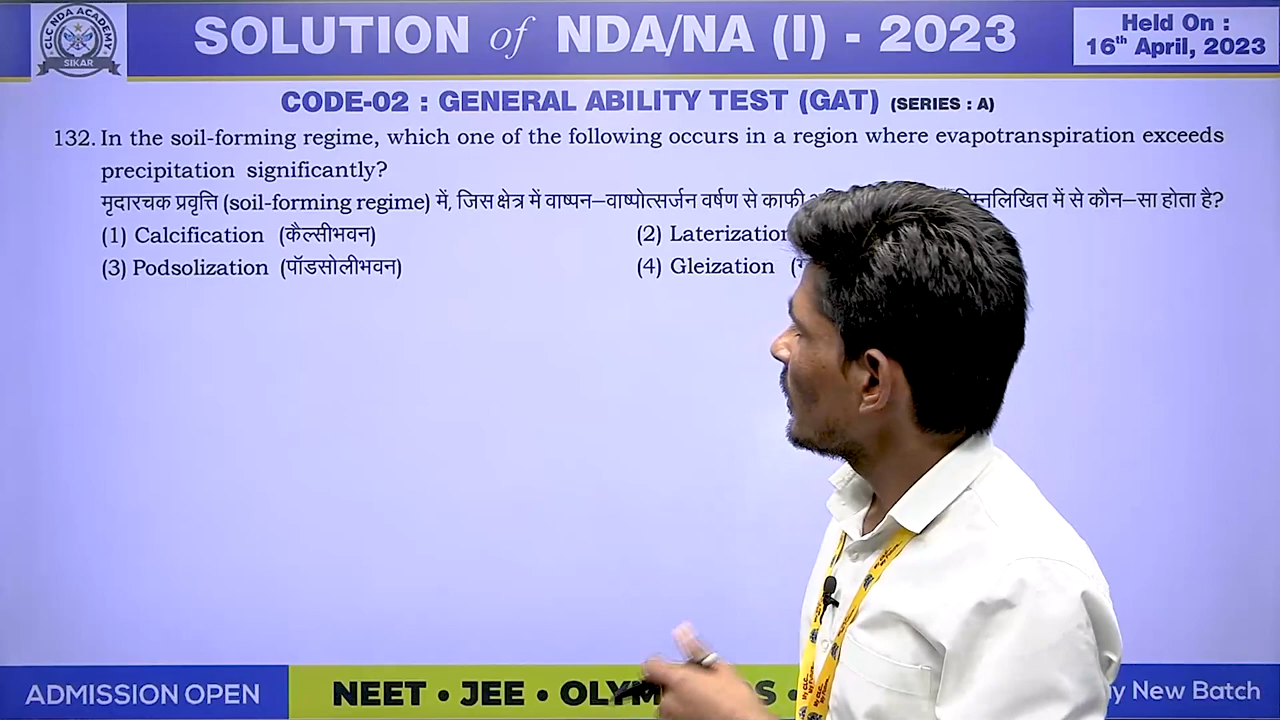 CLC NDA ACADEMY
SIKAR
SOLUTION of NDA/NA (I) - 2023
Held On :
16th April, 2023
CODE-02 : GENERAL ABILITY TEST (GAT) (SERIES : A)
132. In the soil-forming regime, which one of the following occurs in a region where evapotranspiration exceeds
precipitation significantly?
मृदारचक प्रवृत्ति (soil-forming regime) में, जिस क्षेत्र में वाष्पन–वाष्पोत्सर्जन वर्षण से काफी में से कौन–सा होता है?
(1) Calcification (कैल्सीभवन)
(2) Laterization
(3) Podsolization (पॉडसोलीभवन)
(4) Gleization
ADMISSION OPEN
NEET • JEE • S •
New Batch